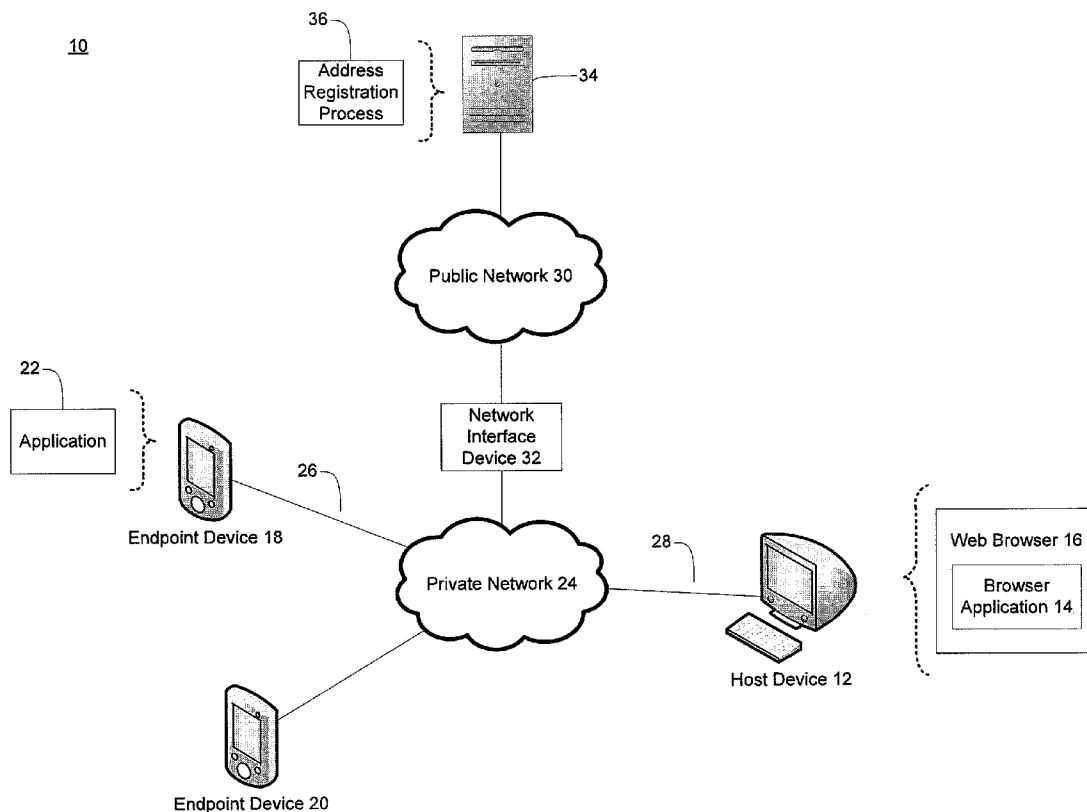 10
36
Address
Registration
Process
34
Public Network 30
22
Application
Network
Interface
Device 32
26
Endpoint Device 18
28
Private Network 24
Web Browser 16
Browser
Application 14
Host Device 12
Endpoint Device 20